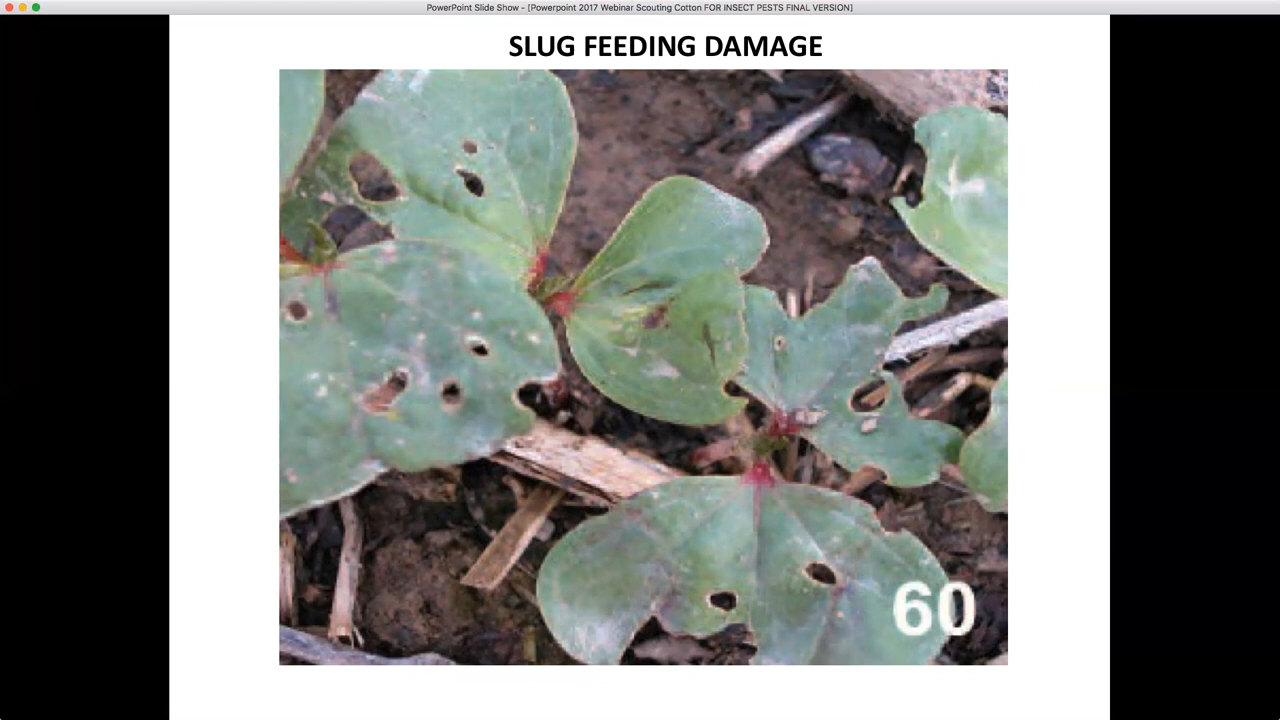 PowerPoint Slide Show - [Powerpoint 2017 Webinar Scouting Cotton FOR INSECT PESTS FINAL VERSION]
SLUG FEEDING DAMAGE
60